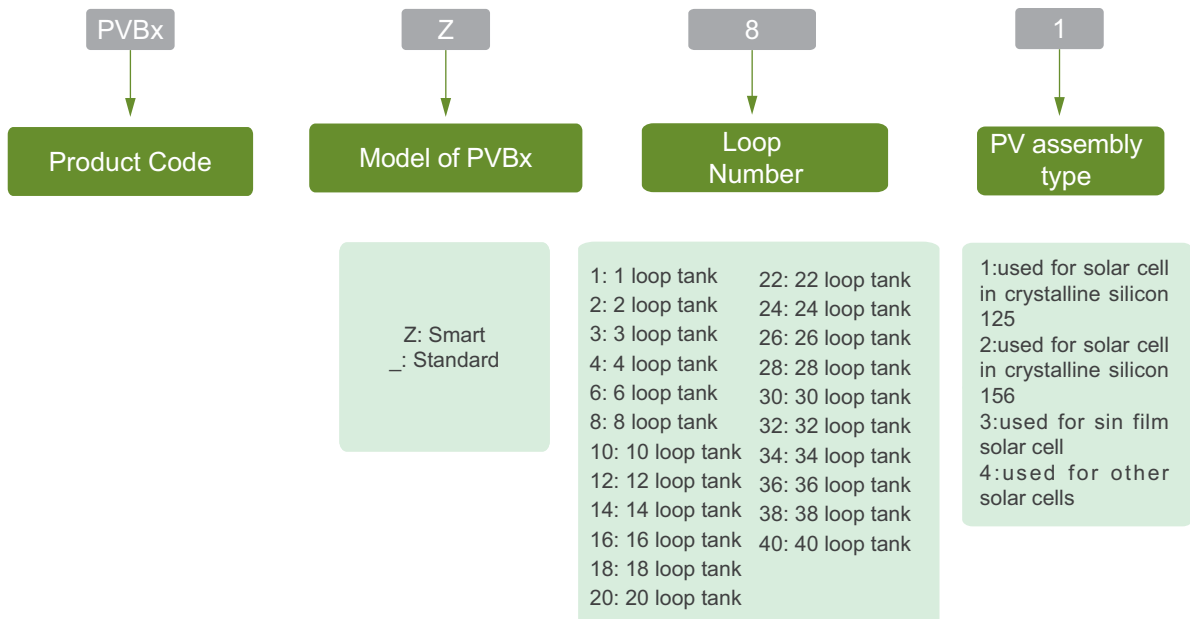 PVBx
Z
8
1
Product Code
Model of PVBx
Loop
Number
PV assembly
type
Z: Smart
_: Standard
1: 1 loop tank
2: 2 loop tank
3: 3 loop tank
4: 4 loop tank
6: 6 loop tank
8: 8 loop tank
10: 10 loop tank
12: 12 loop tank
14: 14 loop tank
16: 16 loop tank
18: 18 loop tank
20: 20 loop tank
22: 22 loop tank
24: 24 loop tank
26: 26 loop tank
28: 28 loop tank
30: 30 loop tank
32: 32 loop tank
34: 34 loop tank
36: 36 loop tank
38: 38 loop tank
40: 40 loop tank
1:used for solar cell
in crystalline silicon
125
2:used for solar cell
in crystalline silicon
156
3:used for sin film
solar cell
4:used for other
solar cells